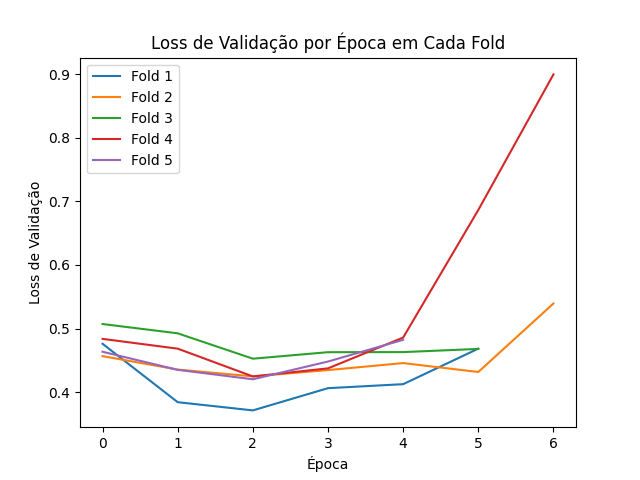 Loss de Validação por Época em Cada Fold
Fold 1
Fold 2
Fold 3
Fold 4
Fold 5
Loss de Validação
0.9
0.8
0.7
0.6
0.5
0.4
0 1 2 3 4 5 6
Época